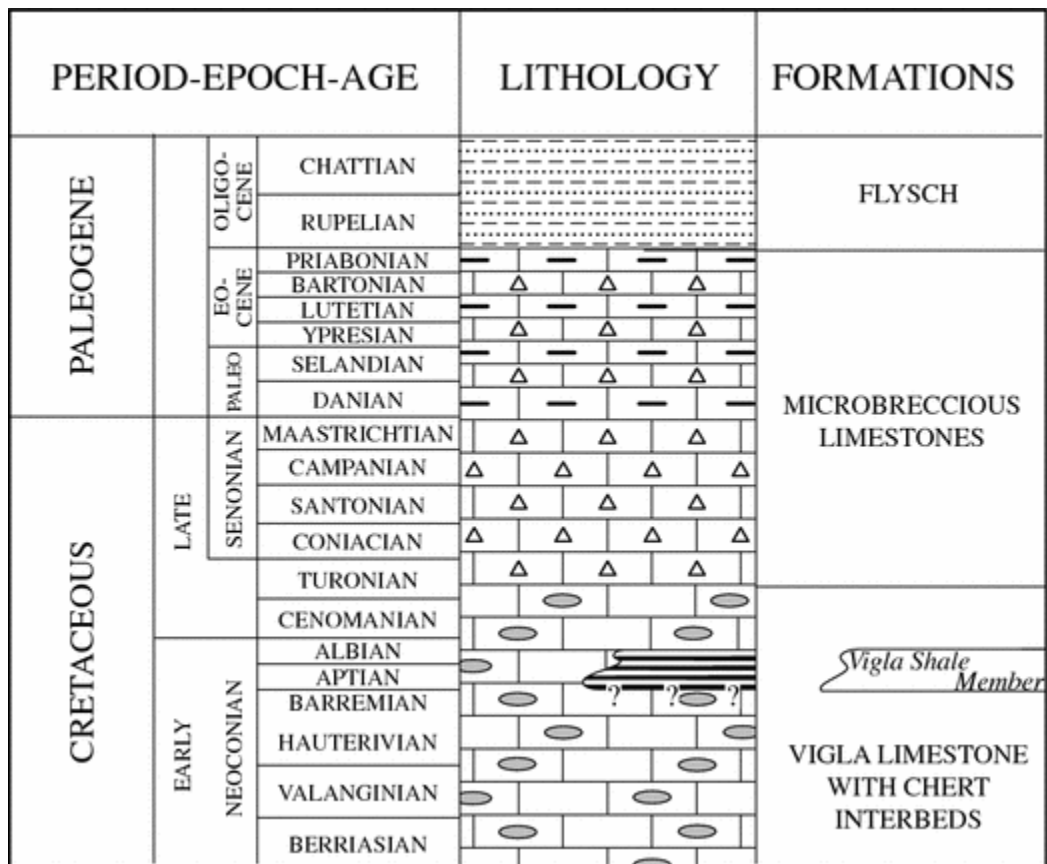 PERIOD-EPOCH-AGE
LITHOLOGY
FORMATIONS
PALEOGENE
OLIGO-
CENE
CHATTIAN
RUPELIAN
FLYSCH
EO-
CENE
PRIABONIAN
BARTONIAN
LUTETIAN
YPRESIAN
PALEO
SELANDIAN
DANIAN
MICROBRECCIOUS
LIMESTONES
CRETACEOUS
LATE
SENONIAN
MAASTRICHTIAN
CAMPANIAN
SANTONIAN
CONIACIAN
TURONIAN
CENOMANIAN
EARLY
NEOCONIAN
ALBIAN
APTIAN
BARREMIAN
HAUTERIVIAN
VALANGINIAN
BERRIASIAN
? ? ?
Vigla Shale
Member
VIGLA LIMESTONE
WITH CHERT
INTERBEDS